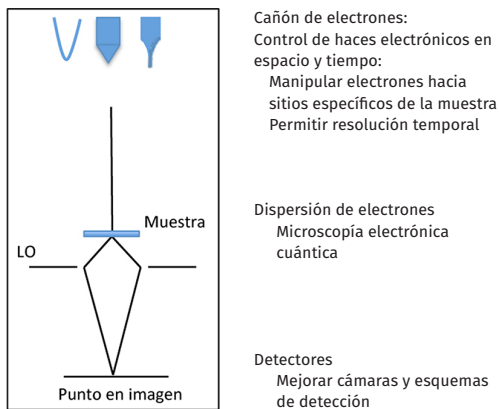 Cañón de electrones:
Control de haces electrónicos en
espacio y tiempo:
Manipular electrones hacia
sitios específicos de la muestra
Permitir resolución temporal
Muestra
LO
Dispersión de electrones
Microscopía electrónica
cuántica
Punto en imagen
Detectores
Mejorar cámaras y esquemas
de detección